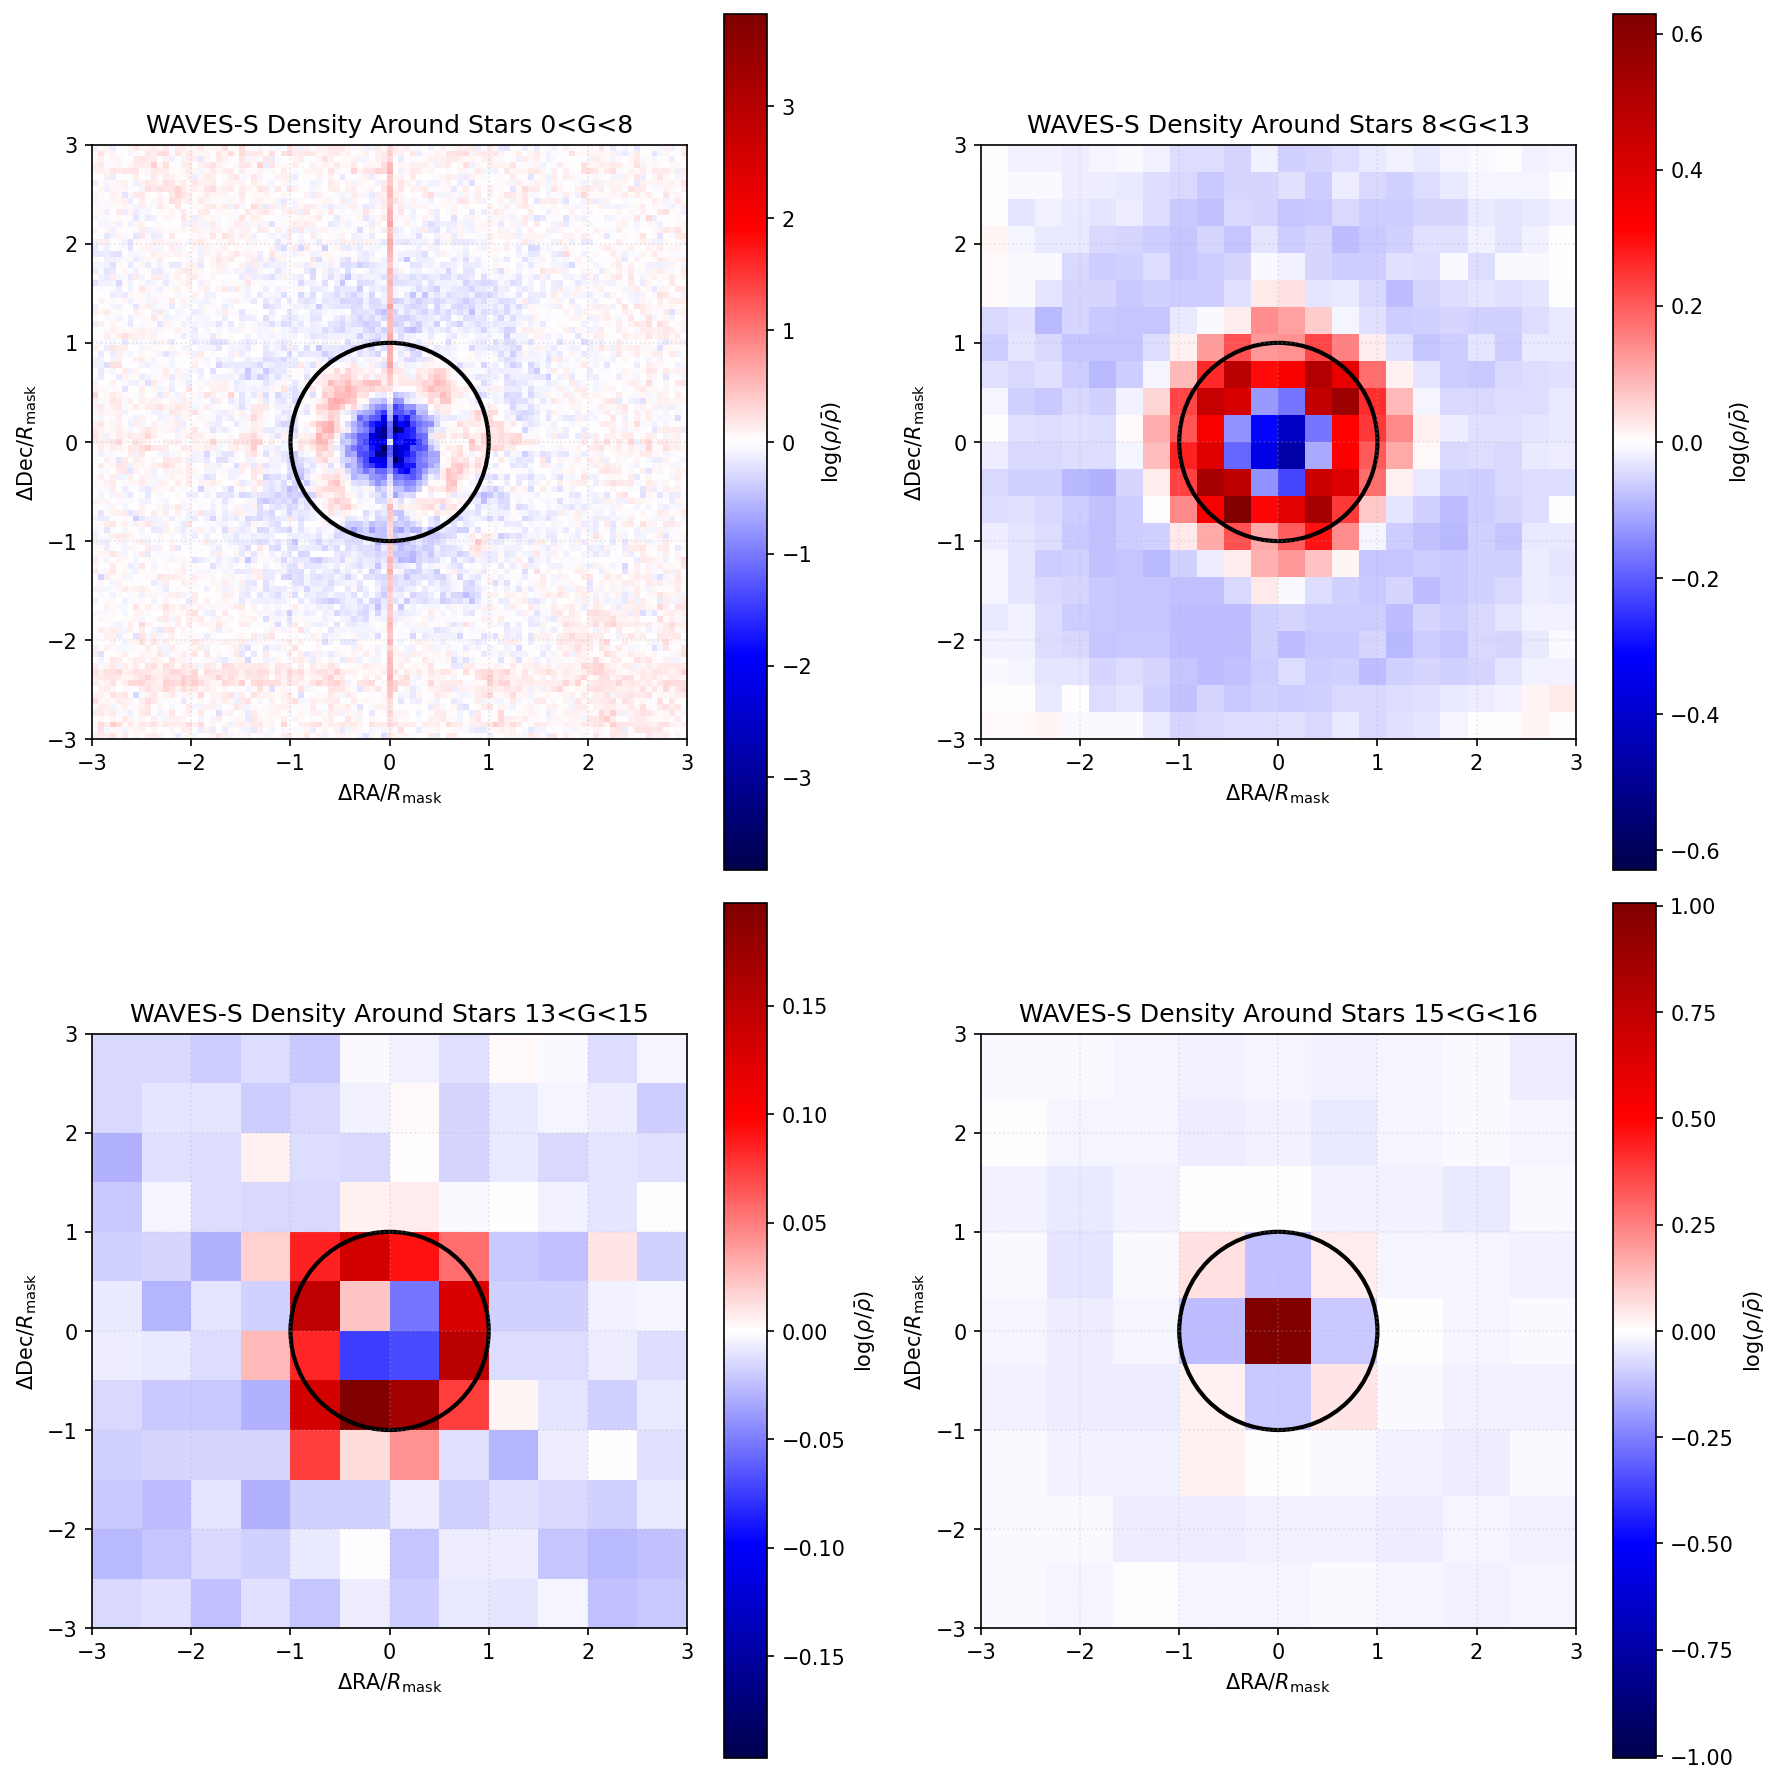 WAVES-S Density Around Stars 0<G<8
3
2
1
0
−1
−2
−3
ΔDec/R_mask
−3 −2 −1 0 1 2 3
ΔRA/R_mask
3
2
1
0
−1
−2
−3
log(ρ/ρ̄)
WAVES-S Density Around Stars 8<G<13
3
2
1
0
−1
−2
−3
ΔDec/R_mask
−3 −2 −1 0 1 2 3
ΔRA/R_mask
0.6
0.4
0.2
0.0
−0.2
−0.4
−0.6
log(ρ/ρ̄)
WAVES-S Density Around Stars 13<G<15
3
2
1
0
−1
−2
−3
ΔDec/R_mask
−3 −2 −1 0 1 2 3
ΔRA/R_mask
0.15
0.10
0.05
0.00
−0.05
−0.10
−0.15
log(ρ/ρ̄)
WAVES-S Density Around Stars 15<G<16
3
2
1
0
−1
−2
−3
ΔDec/R_mask
−3 −2 −1 0 1 2 3
ΔRA/R_mask
1.00
0.75
0.50
0.25
0.00
−0.25
−0.50
−0.75
−1.00
log(ρ/ρ̄)